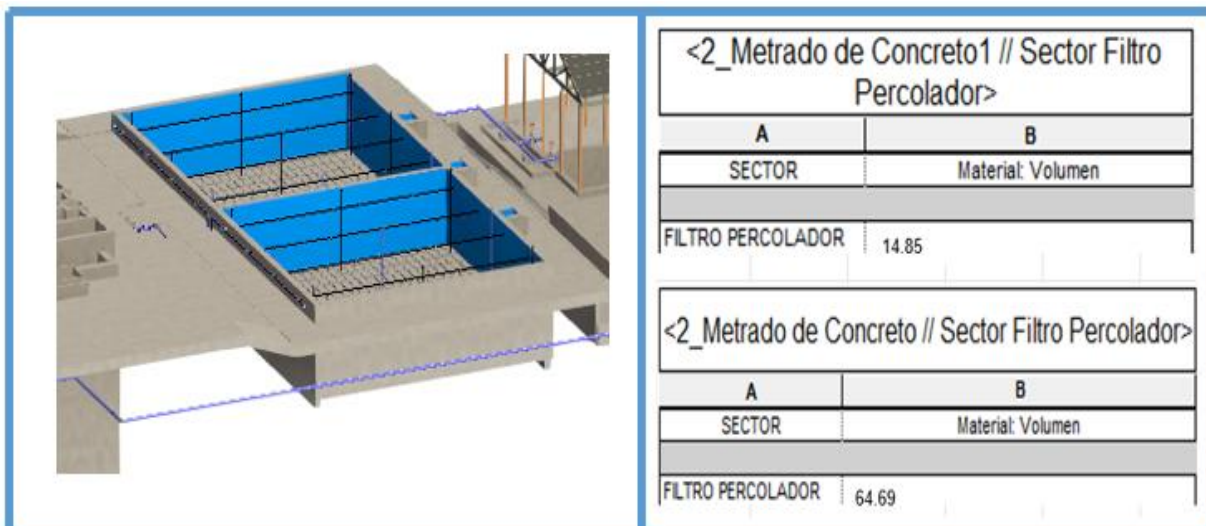 <2_Metrado de Concreto1 // Sector Filtro
Percolador>
A B
SECTOR Material: Volumen
FILTRO PERCOLADOR 14.85
<2_Metrado de Concreto // Sector Filtro Percolador>
A B
SECTOR Material: Volumen
FILTRO PERCOLADOR 64.69